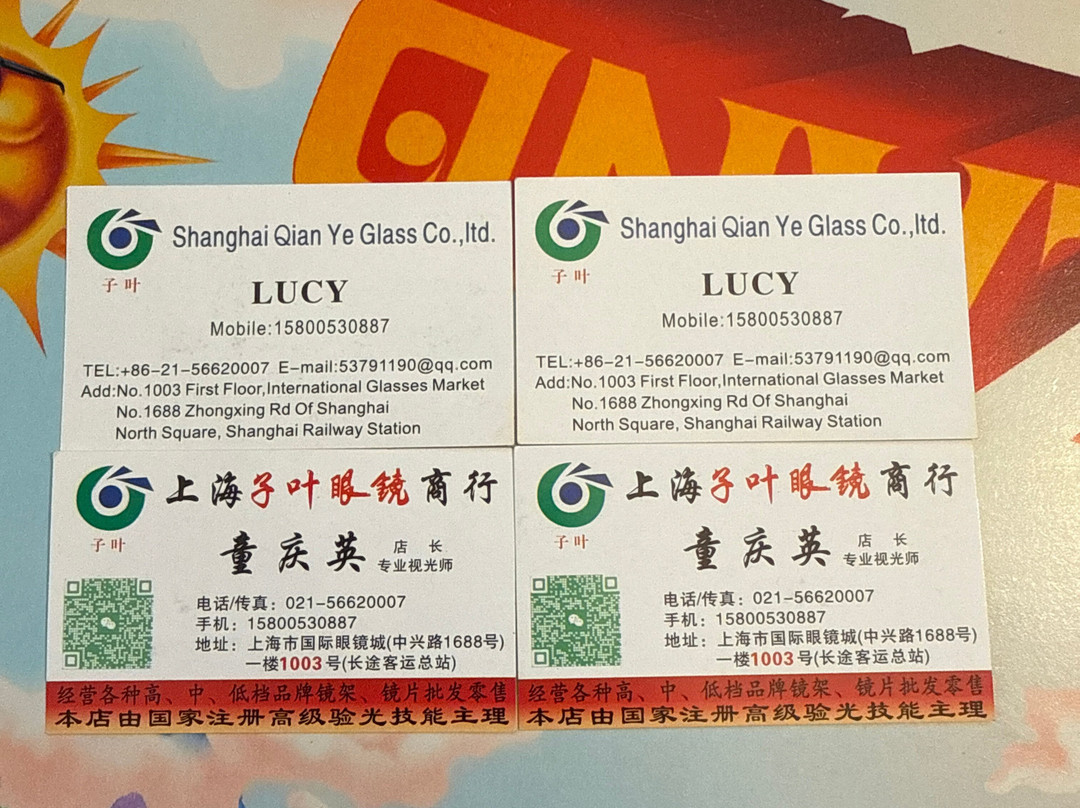 Shanghai Qian Ye Glass Co.,ltd.
子叶
LUCY
Mobile:15800530887
TEL:+86-21-56620007 E-mail:53791190@qq.com
Add:No.1003 First Floor,International Glasses Market
No.1688 Zhongxing Rd Of Shanghai
North Square, Shanghai Railway Station
Shanghai Qian Ye Glass Co.,ltd.
子叶
LUCY
Mobile:15800530887
TEL:+86-21-56620007 E-mail:53791190@qq.com
Add:No.1003 First Floor,International Glasses Market
No.1688 Zhongxing Rd Of Shanghai
North Square, Shanghai Railway Station
上海子叶眼镜商行
子叶
童庆英 店长
专业视光师
电话/传真：021-56620007
手机：15800530887
地址：上海市国际眼镜城(中兴路1688号)
一楼1003号(长途客运总站)
经营各种高、中、低档品牌镜架、镜片批发零售
本店由国家注册高级验光技能主理
上海子叶眼镜商行
子叶
童庆英 店长
专业视光师
电话/传真：021-56620007
手机：15800530887
地址：上海市国际眼镜城(中兴路1688号)
一楼1003号(长途客运总站)
经营各种高、中、低档品牌镜架、镜片批发零售
本店由国家注册高级验光技能主理